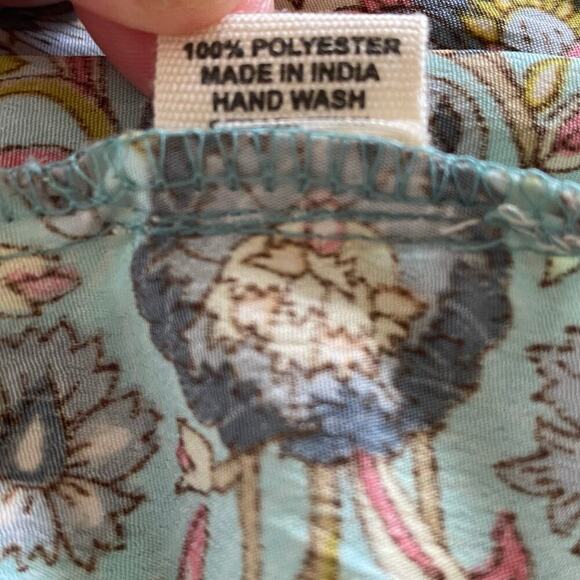 100% POLYESTER
MADE IN INDIA
HAND WASH